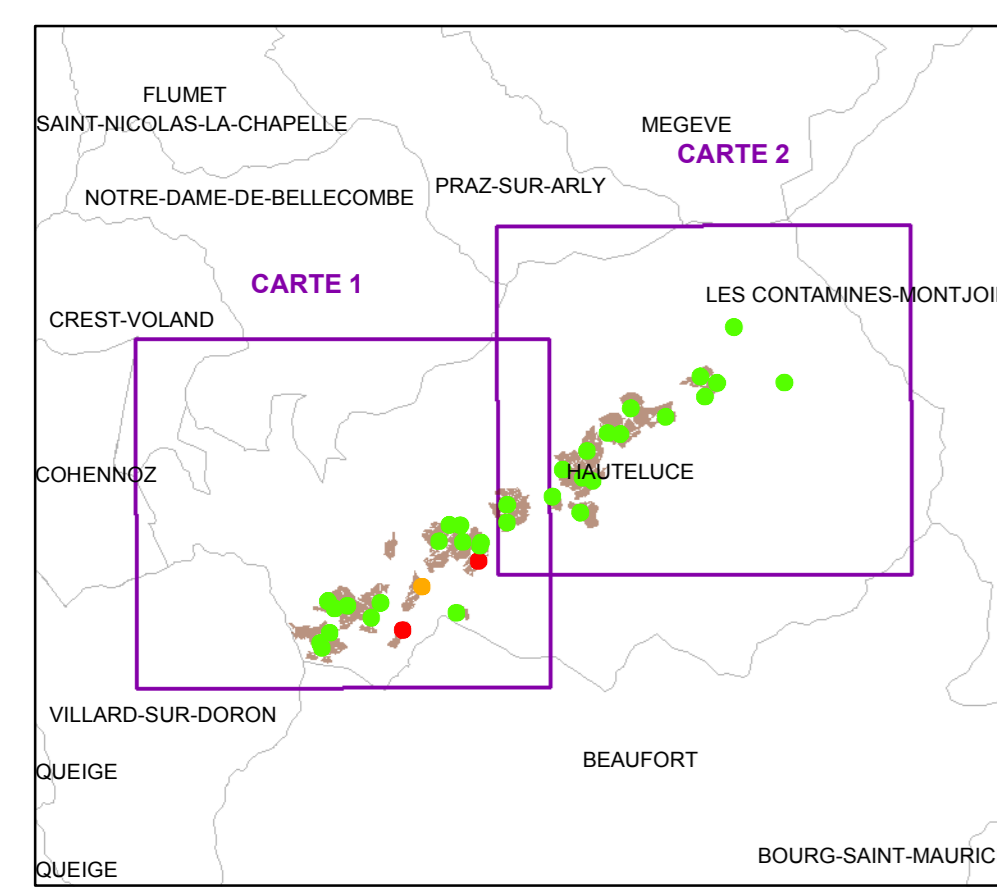 FLUMET
SAINT-NICOLAS-LA-CHAPELLE
MEGEVE
CARTE 2
PRAZ-SUR-ARLY
NOTRE-DAME-DE-BELLECOMBE
CARTE 1
LES CONTAMINES-MONTJOI
CREST-VOLAND
COHENNOZ
HAUTELUCE
VILLARD-SUR-DORON
BEAUFORT
QUEIGE
BOURG-SAINT-MAURIC
QUEIGE